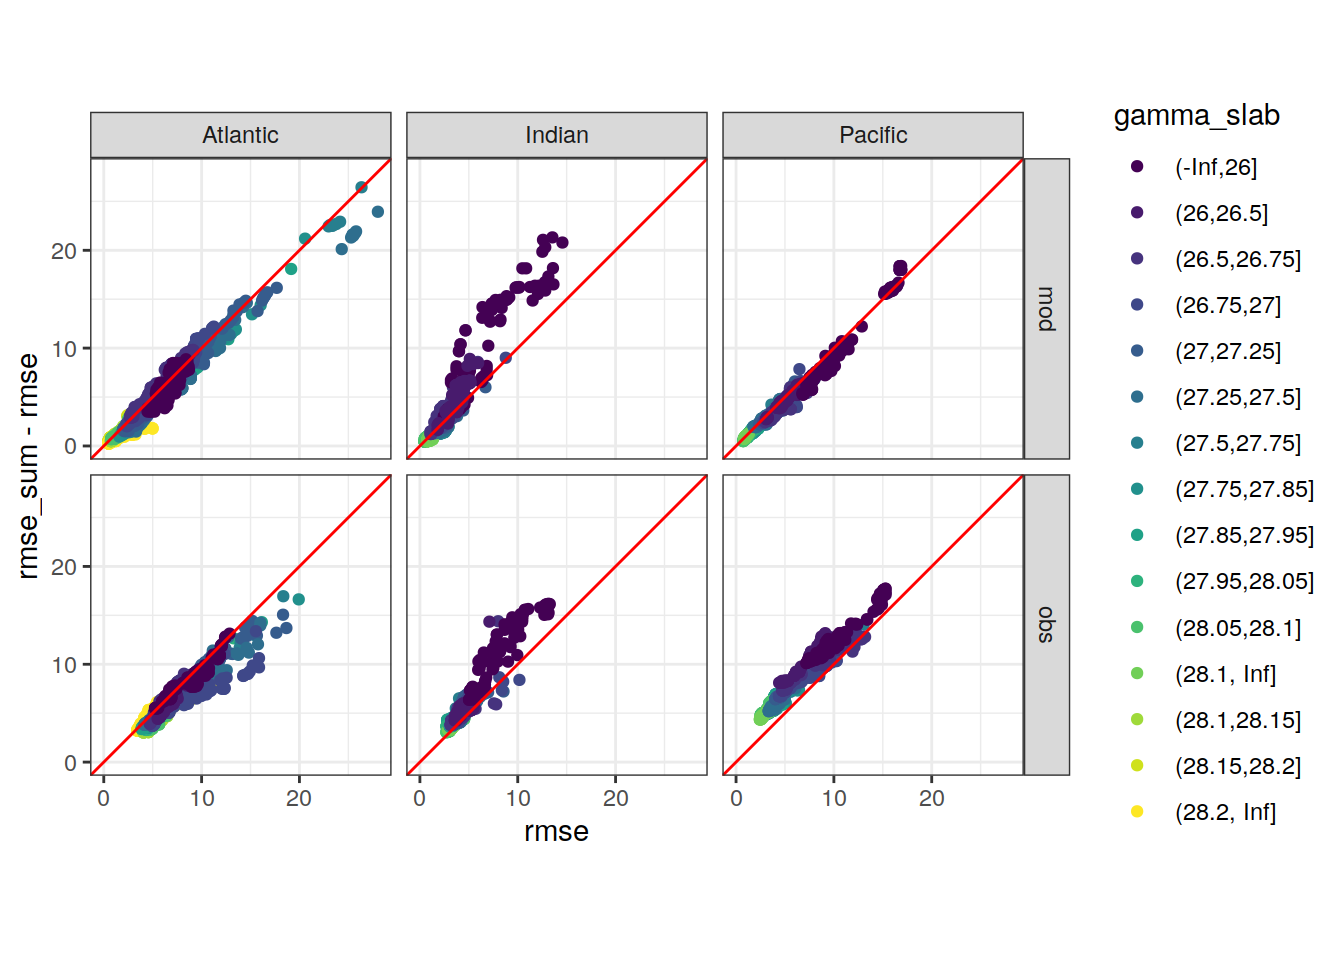 Atlantic
Indian
Pacific
mod
obs
rmse_sum - rmse
20
10
0
20
10
0
0
10
20
0
10
20
0
10
20
rmse
gamma_slab
(-Inf,26]
(26,26.5]
(26.5,26.75]
(26.75,27]
(27,27.25]
(27.25,27.5]
(27.5,27.75]
(27.75,27.85]
(27.85,27.95]
(27.95,28.05]
(28.05,28.1]
(28.1, Inf]
(28.1,28.15]
(28.15,28.2]
(28.2, Inf]